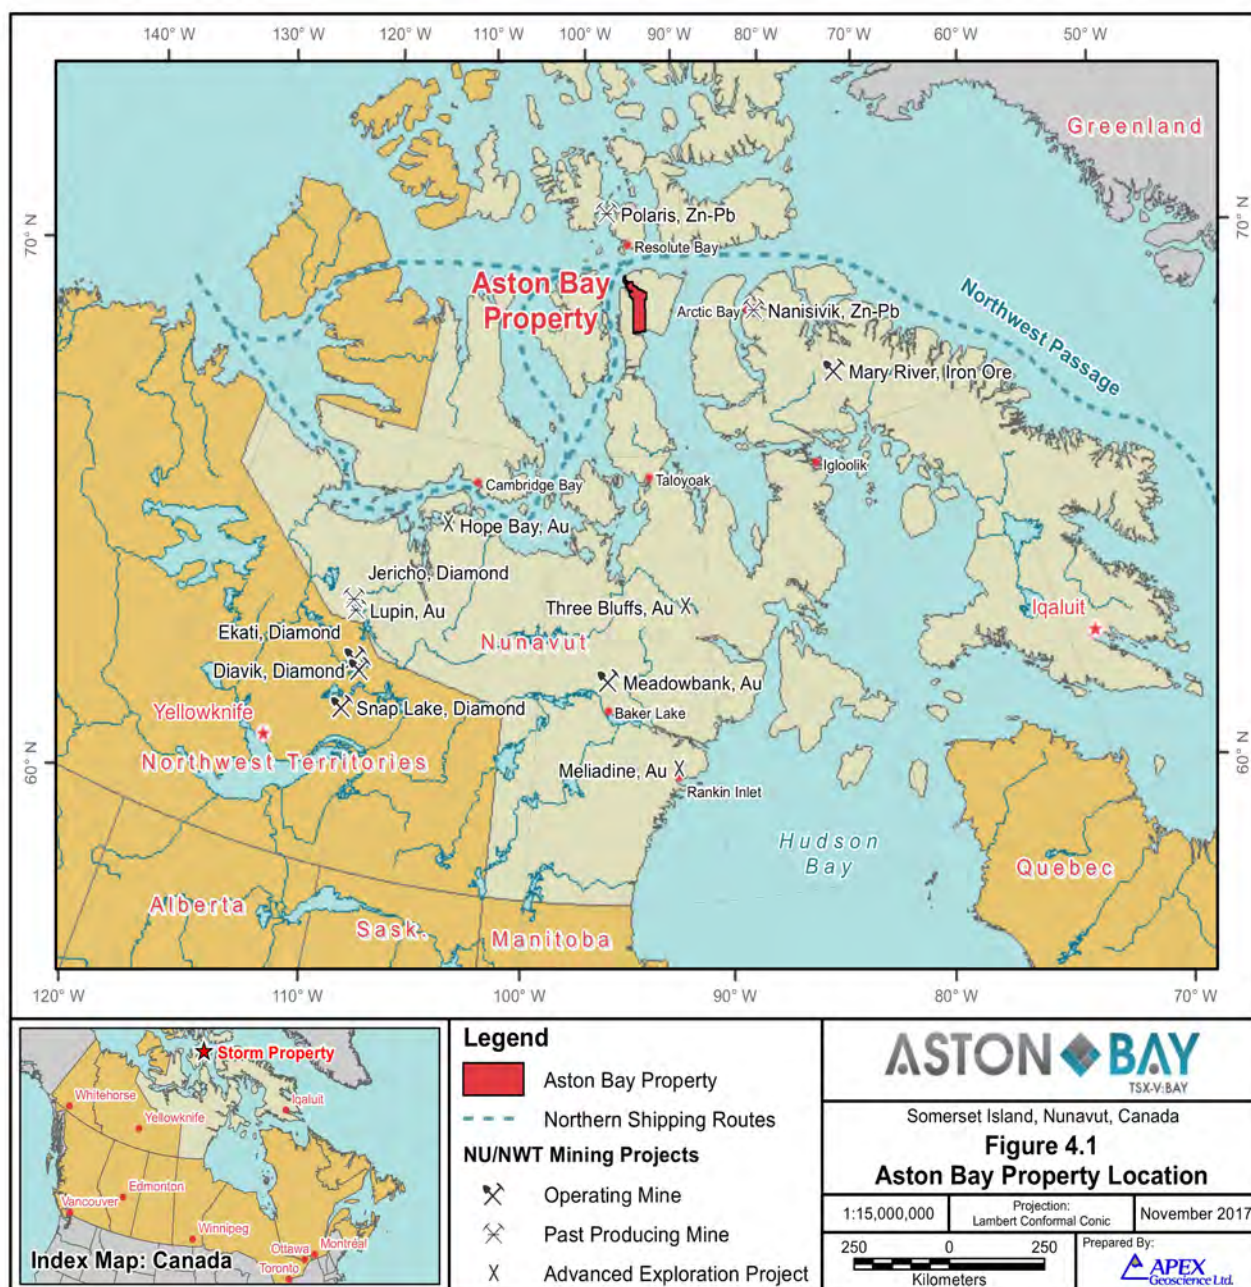 140° W
130° W
120° W
110° W
100° W
90° W
80° W
70° W
60° W
50° W
Greenland
Polaris, Zn-Pb
70° N
70° N
Resolute Bay
Aston Bay
Property
Arctic Bay
Nanisivik, Zn-Pb
Northwest Passage
Mary River, Iron Ore
Igloolik
Cambridge Bay
Taloyoak
Hope Bay, Au
Jericho, Diamond
Lupin, Au
Three Bluffs, Au
Iqaluit
Ekati, Diamond
Nunavut
Diavik, Diamond
Meadowbank, Au
Snap Lake, Diamond
Yellowknife
Baker Lake
Northwest Territories
60° N
60° N
Meliadine, Au
Rankin Inlet
Hudson
Bay
Quebec
Alberta
Sask.
Manitoba
120° W
110° W
100° W
90° W
80° W
70° W
Storm Property
Whitehorse
Yellowknife
Iqaluit
Edmonton
Vancouver
Winnipeg
Ottawa
Montréal
Toronto
Index Map: Canada
Legend
Aston Bay Property
Northern Shipping Routes
NU/NWT Mining Projects
Operating Mine
Past Producing Mine
Advanced Exploration Project
ASTON BAY
TSX-V:BAY
Somerset Island, Nunavut, Canada
Figure 4.1
Aston Bay Property Location
1:15,000,000
Projection:
Lambert Conformal Conic
November 2017
250 0 250
Kilometers
Prepared By:
APEX
Geoscience Ltd.